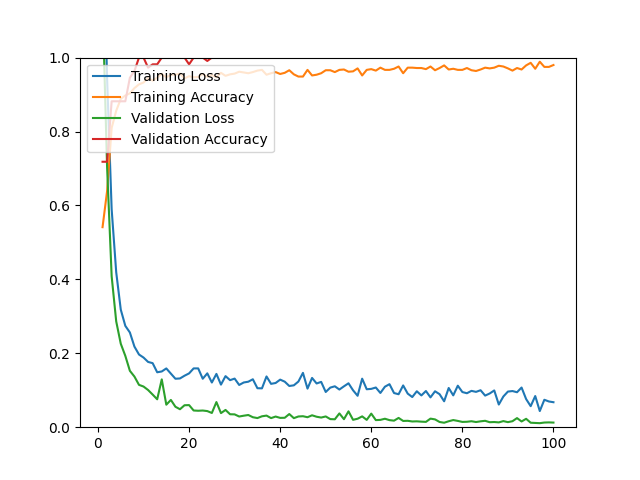 1.0
0.8
0.6
0.4
0.2
0.0
Training Loss
Training Accuracy
Validation Loss
Validation Accuracy
0 20 40 60 80 100